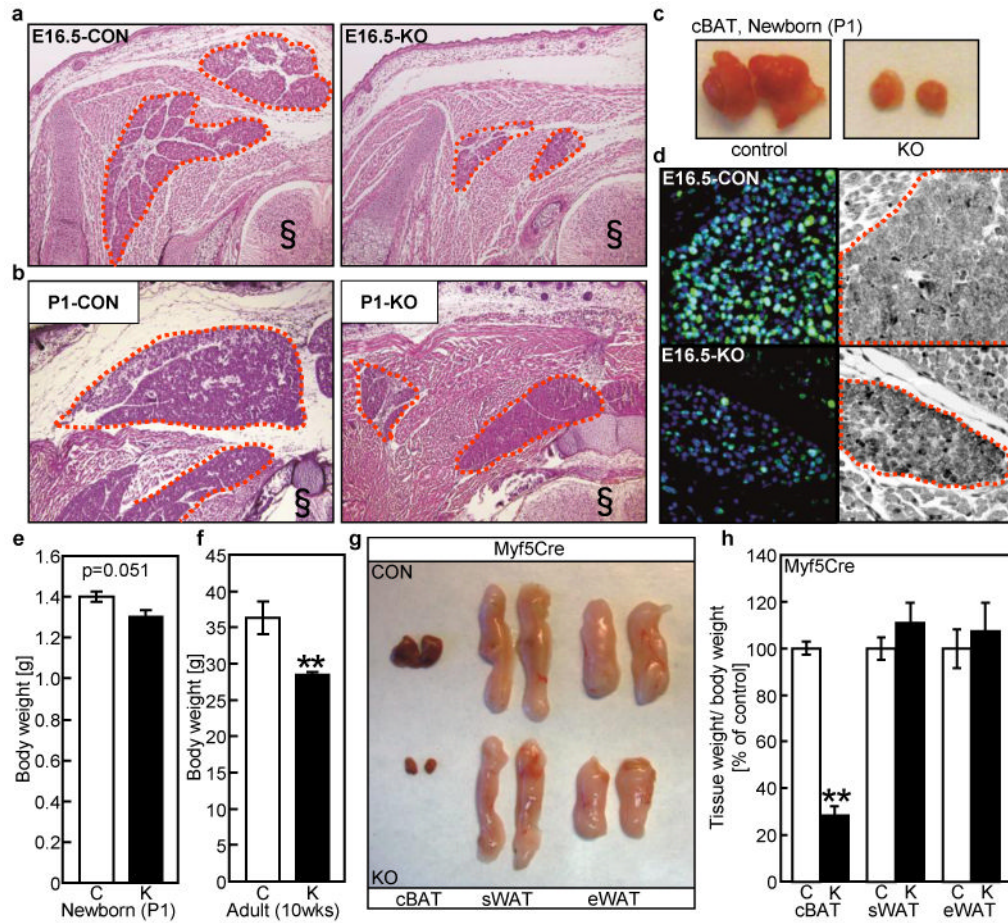 a
E16.5-CON
E16.5-KO
§
§
b
P1-CON
P1-KO
§
§
c
cBAT, Newborn (P1)
control
KO
d
E16.5-CON
E16.5-KO
e
1.6
1.4
1.2
1.0
0.8
0.6
0.4
0.2
0
Body weight [g]
p=0.051
C K
Newborn (P1)
f
45
40
35
30
25
20
15
10
5
0
Body weight [g]
**
C K
Adult (10wks)
g
Myf5Cre
CON
KO
cBAT sWAT eWAT
h
140
120
100
80
60
40
20
0
Tissue weight/ body weight
[% of control]
Myf5Cre
**
C K C K C K
cBAT sWAT eWAT